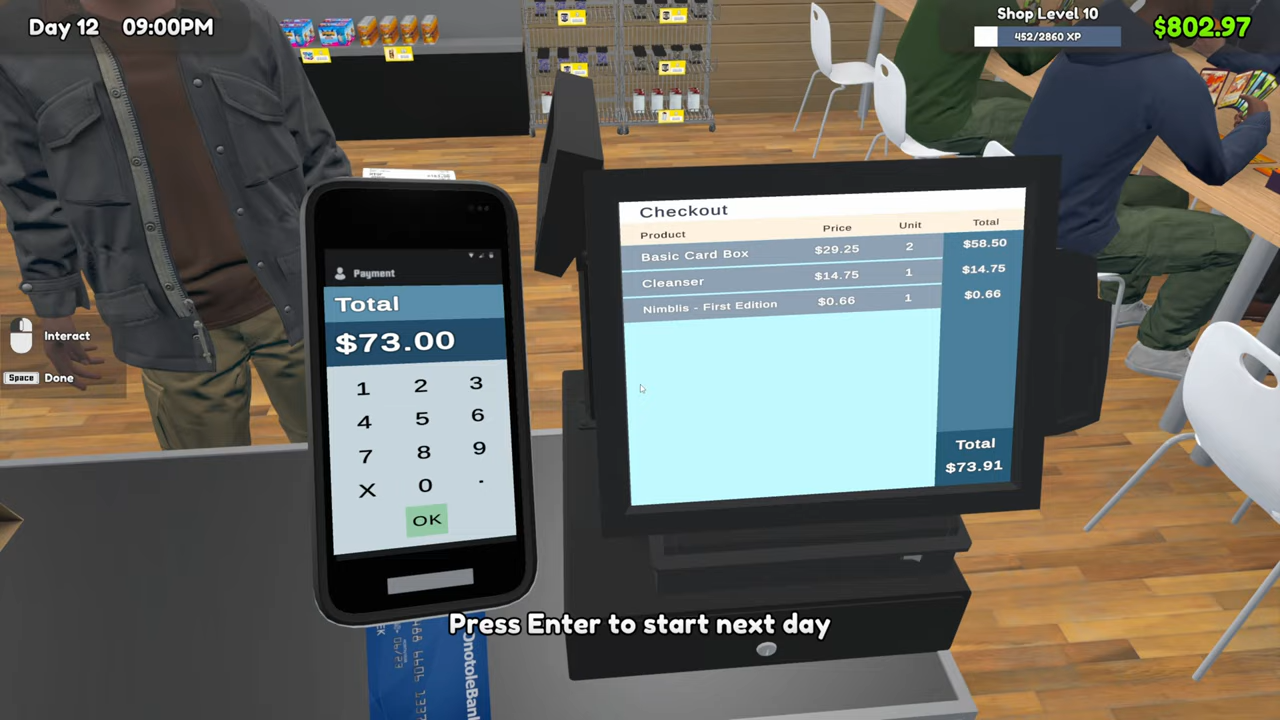 Day 12 09:00PM
Shop Level 10
452/2860 XP
$802.97
Interact
Space Done
Payment
Total
$73.00
1 2 3
4 5 6
7 8 9
X 0 .
OK
Checkout
Product Price Unit Total
Basic Card Box $29.25 2 $58.50
Cleanser $14.75 1 $14.75
Nimblis - First Edition $0.66 1 $0.66
Total
$73.91
Press Enter to start next day
OnotoleBank